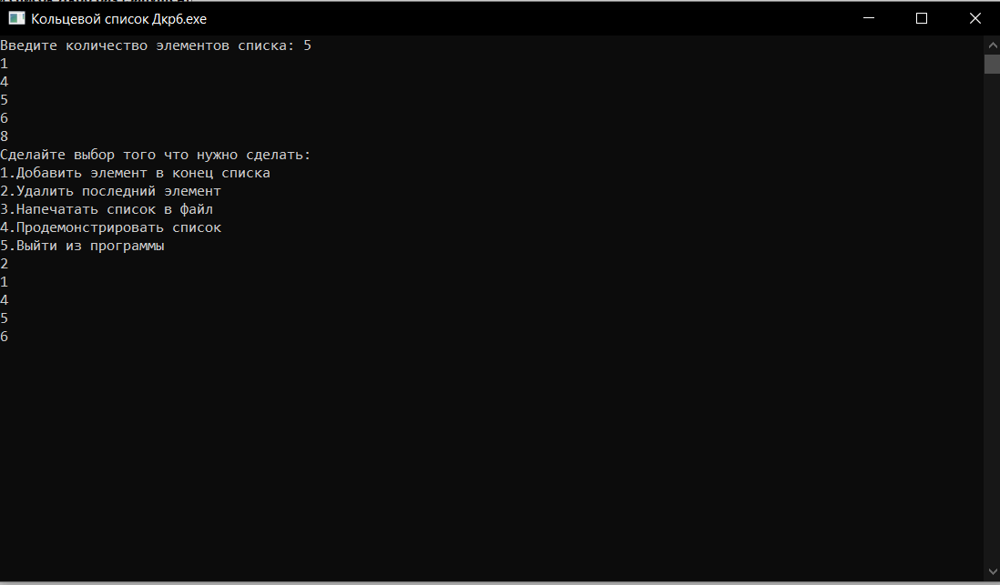 Кольцевой список Дкр6.exe
Введите количество элементов списка: 5
1
4
5
6
8
Сделайте выбор того что нужно сделать:
1.Добавить элемент в конец списка
2.Удалить последний элемент
3.Напечатать список в файл
4.Продемонстрировать список
5.Выйти из программы
2
1
4
5
6